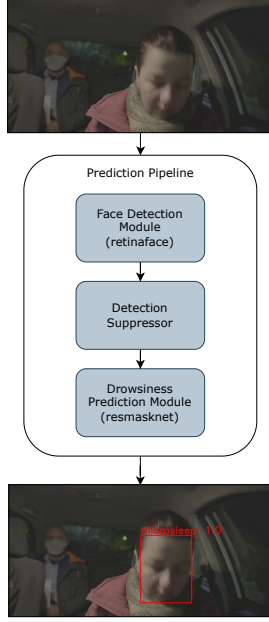 Prediction Pipeline
Face Detection
Module
(retinaface)
Detection
Suppressor
Drowsiness
Prediction Module
(resmasknet)
1.0